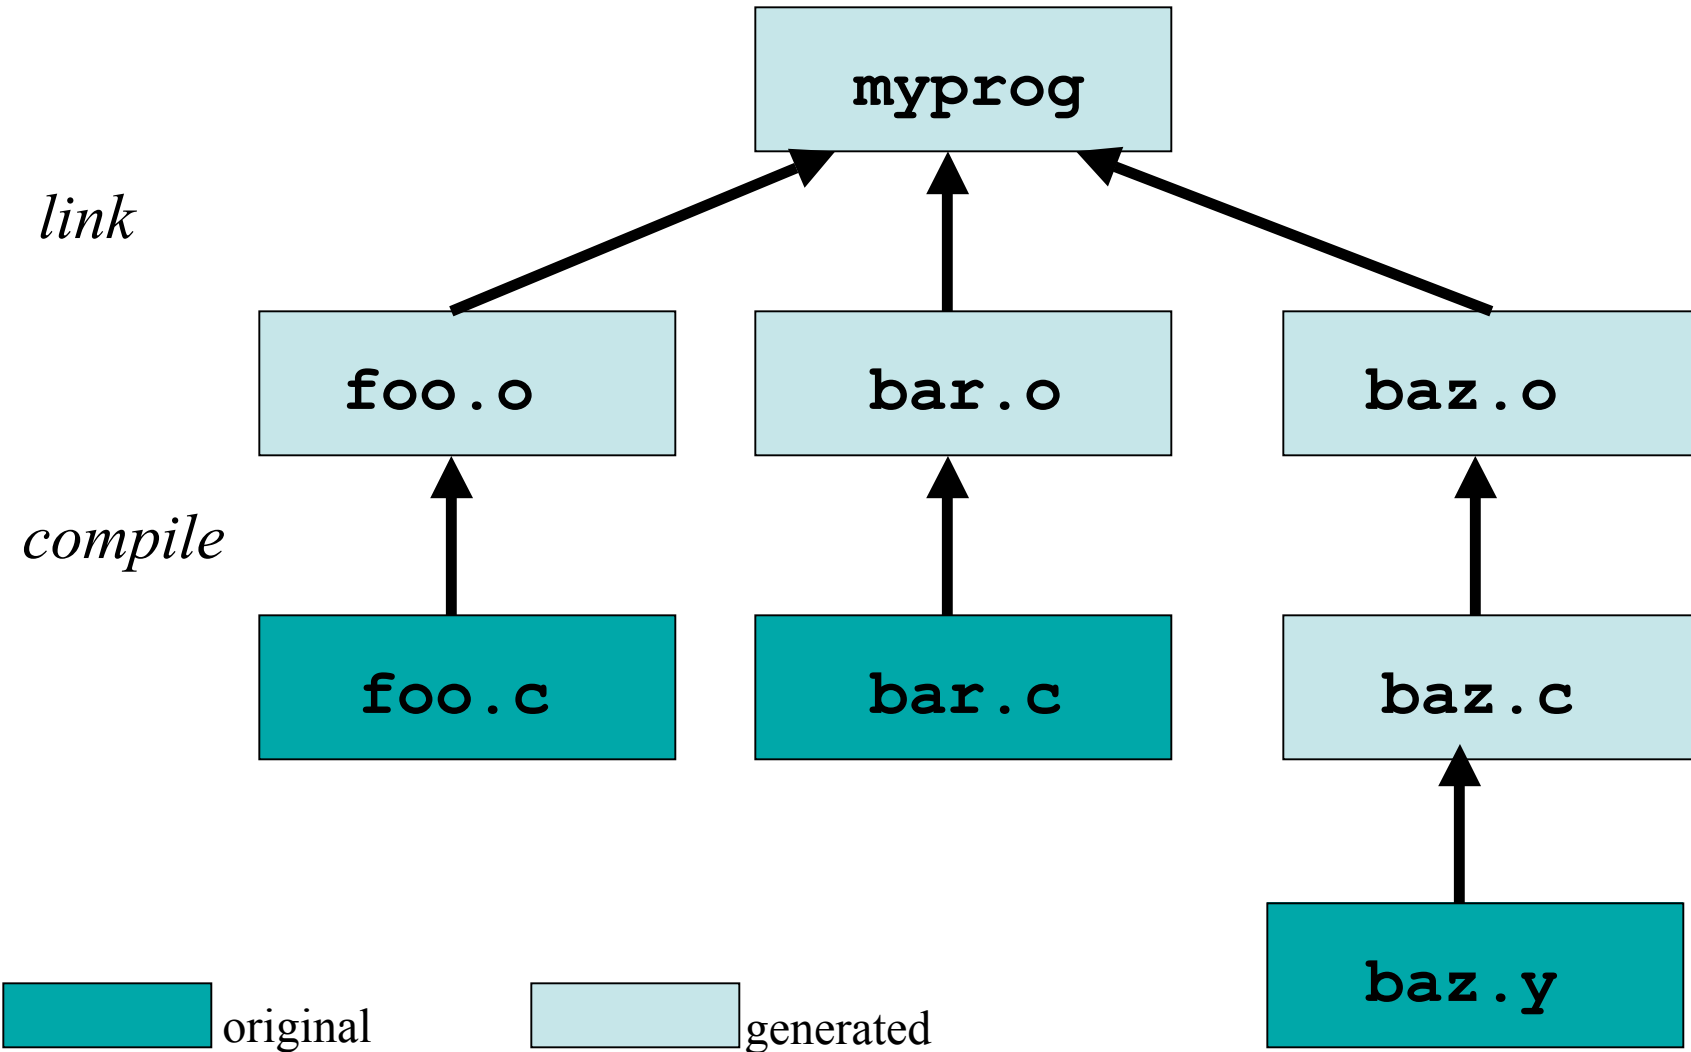 myprog
link
foo.o
bar.o
baz.o
compile
foo.c
bar.c
baz.c
baz.y
original
generated